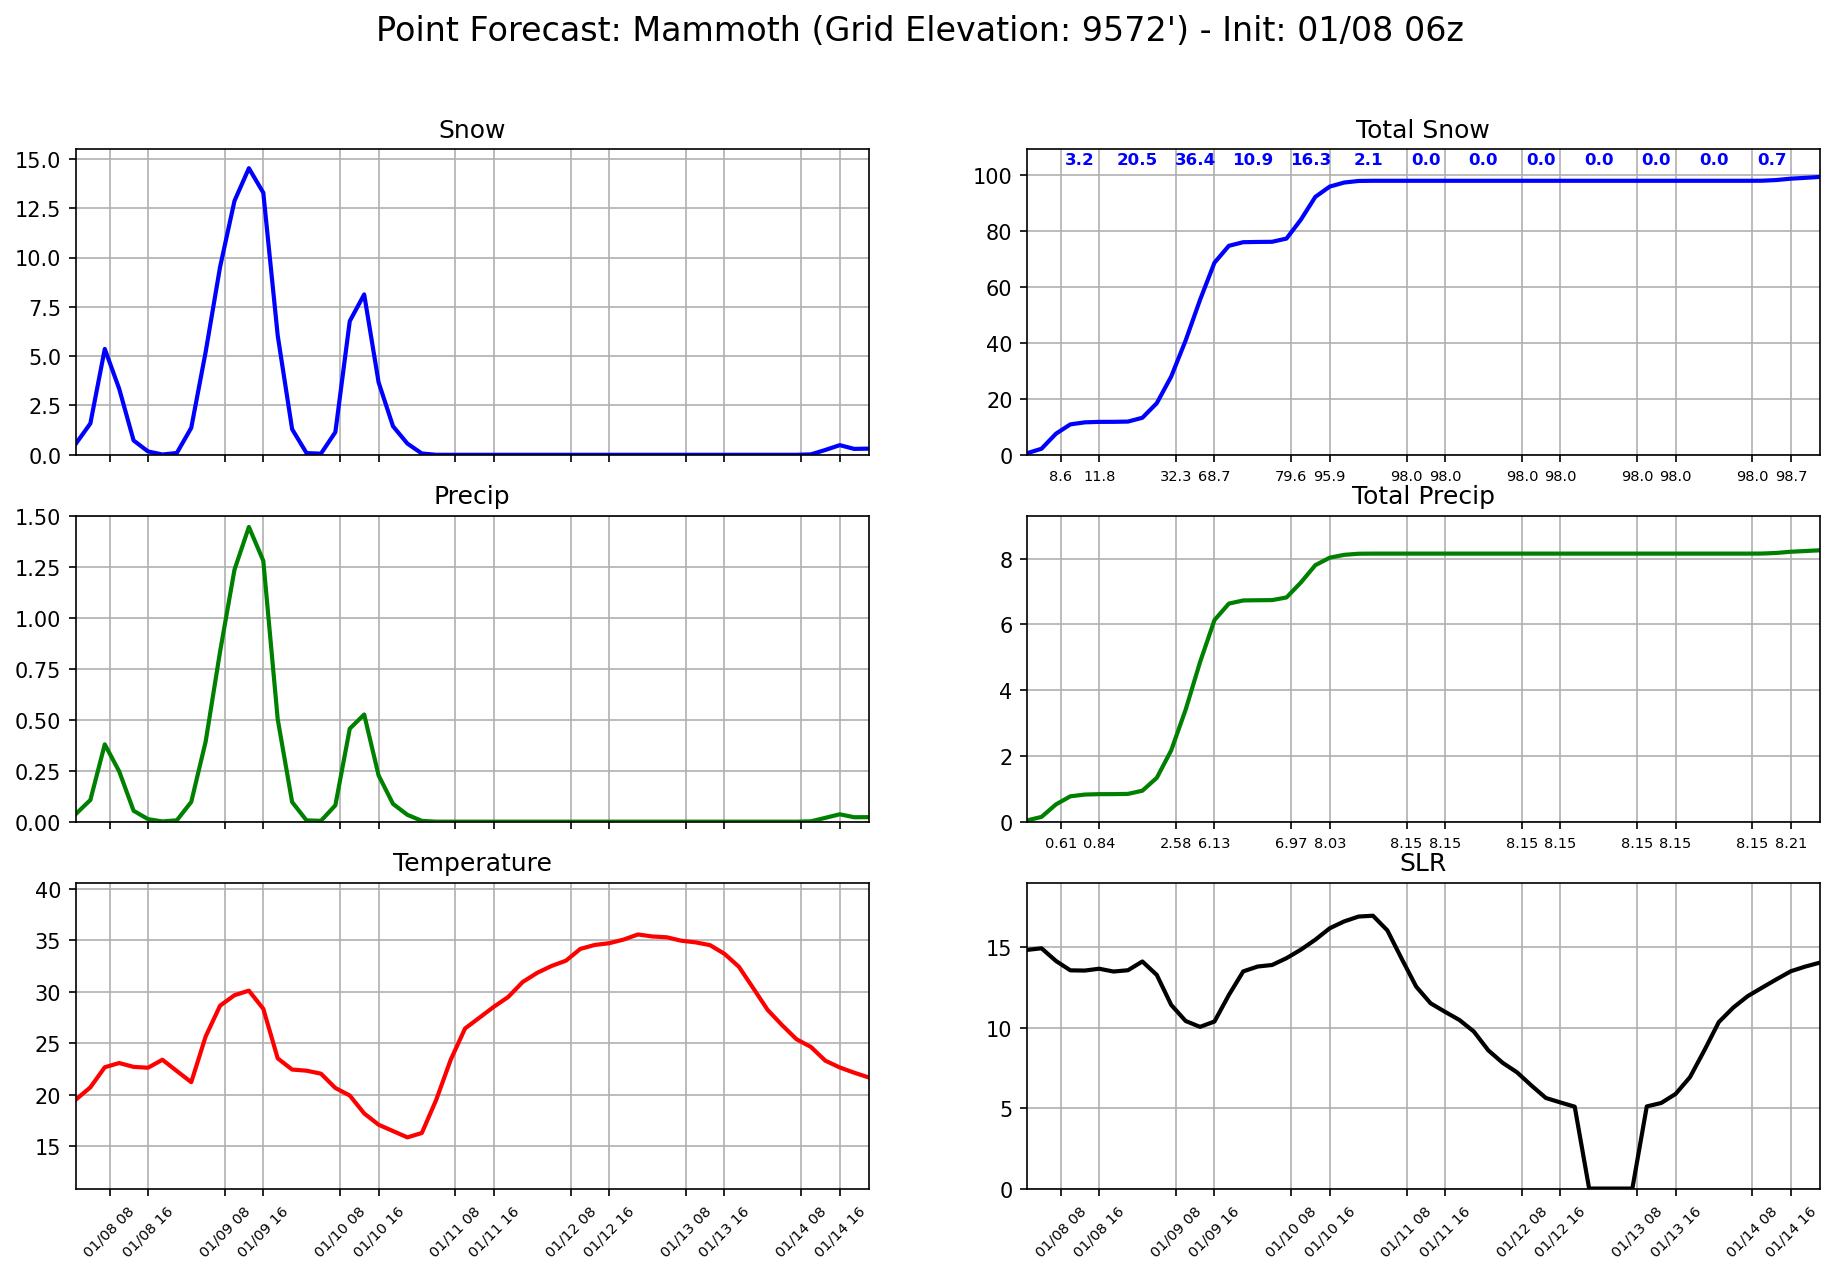 Point Forecast: Mammoth (Grid Elevation: 9572') - Init: 01/08 06z
Snow
15.0
12.5
10.0
7.5
5.0
2.5
0.0
Total Snow
3.2 20.5 36.4 10.9 16.3 2.1 0.0 0.0 0.0 0.0 0.0 0.0 0.7
100
80
60
40
20
0
8.6 11.8 32.3 68.7 79.6 95.9 98.0 98.0 98.0 98.0 98.0 98.0 98.0 98.7
Precip
1.50
1.25
1.00
0.75
0.50
0.25
0.00
Total Precip
8
6
4
2
0
0.61 0.84 2.58 6.13 6.97 8.03 8.15 8.15 8.15 8.15 8.15 8.15 8.15 8.21
Temperature
40
35
30
25
20
15
01/08 08 01/08 16 01/09 08 01/09 16 01/10 08 01/10 16 01/11 08 01/11 16 01/12 08 01/12 16 01/13 08 01/13 16 01/14 08 01/14 16
SLR
15
10
5
0
01/08 08 01/08 16 01/09 08 01/09 16 01/10 08 01/10 16 01/11 08 01/11 16 01/12 08 01/12 16 01/13 08 01/13 16 01/14 08 01/14 16